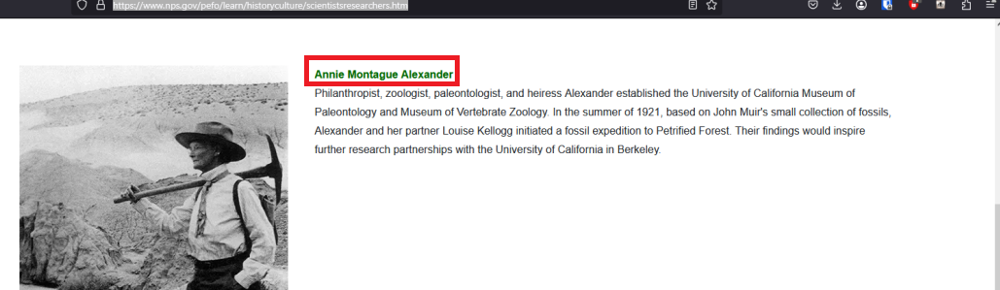 https://www.nps.gov/pefo/learn/historyculture/scientistsresearchers.htm
Annie Montague Alexander
Philanthropist, zoologist, paleontologist, and heiress Alexander established the University of California Museum of
Paleontology and Museum of Vertebrate Zoology. In the summer of 1921, based on John Muir's small collection of fossils,
Alexander and her partner Louise Kellogg initiated a fossil expedition to Petrified Forest. Their findings would inspire
further research partnerships with the University of California in Berkeley.